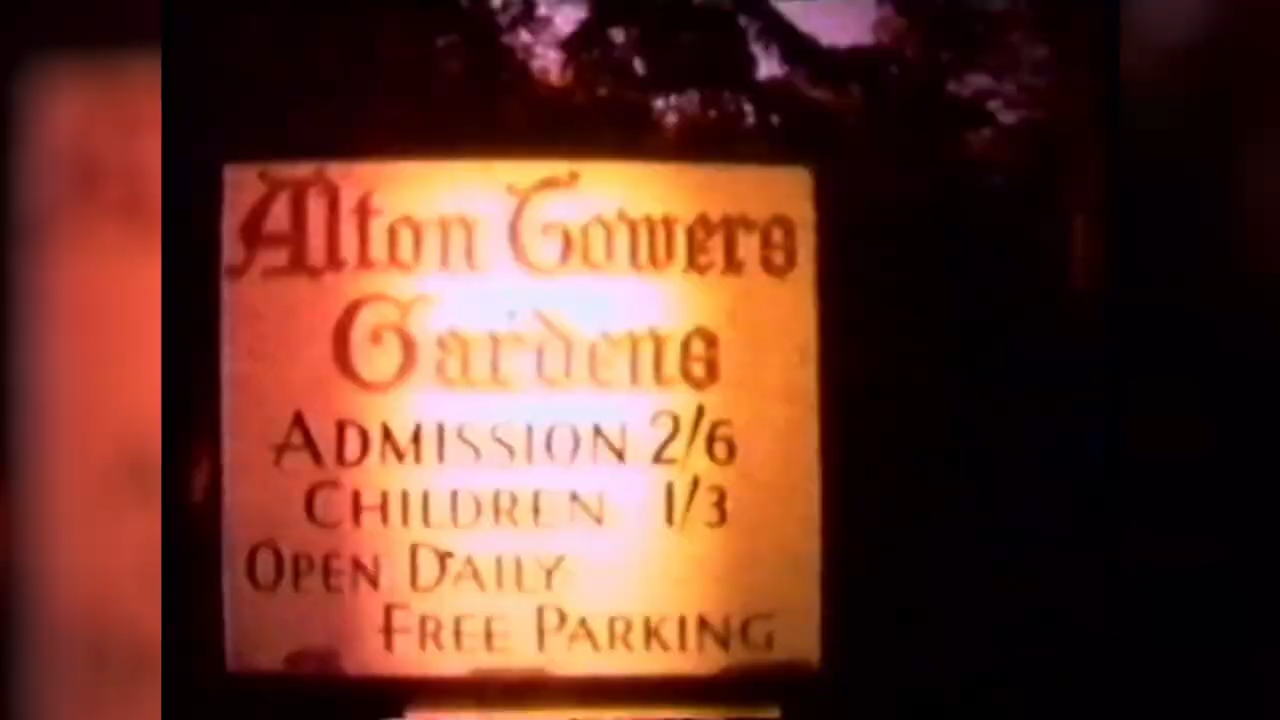 Alton Towers
Gardens
ADMISSION 2/6
CHILDREN 1/3
OPEN DAILY
FREE PARKING